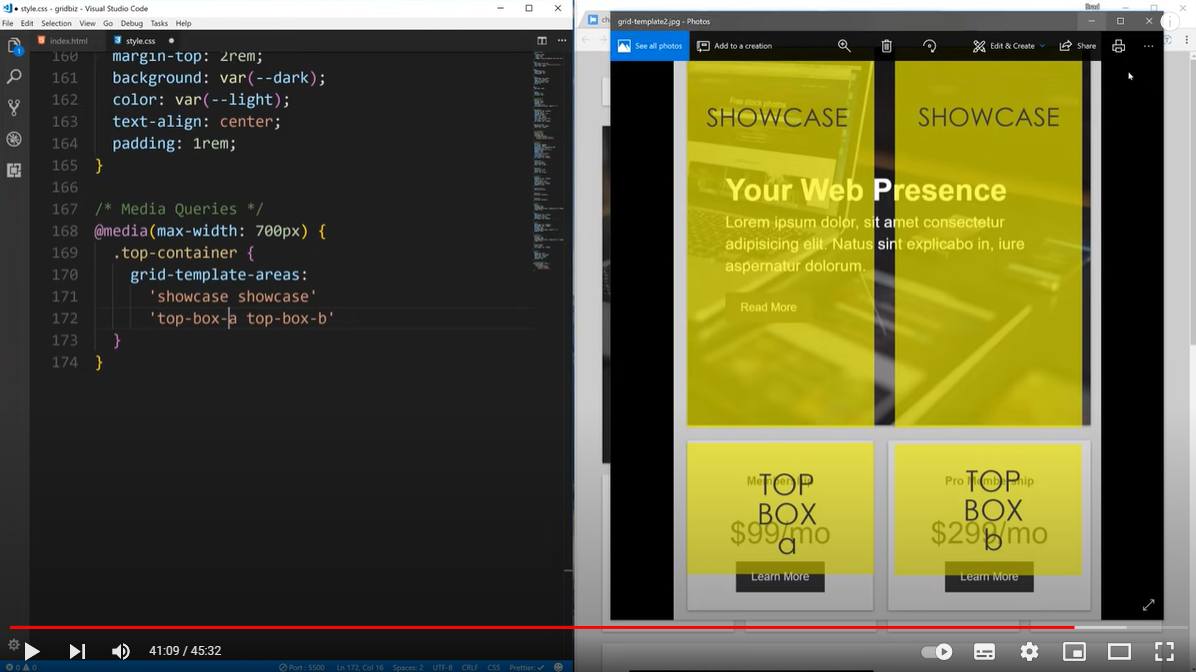 style.css - gridbiz - Visual Studio Code
File Edit Selection View Go Debug Tasks Help
index.html
style.css
160 margin-top: 2rem;
161 background: var(--dark);
162 color: var(--light);
163 text-align: center;
164 padding: 1rem;
165 }
166
167 /* Media Queries */
168 @media(max-width: 700px) {
169 .top-container {
170 grid-template-areas:
171 'showcase showcase'
172 'top-box-a top-box-b'
173 }
174 }
1
0 0
Port : 5500
Ln 172, Col 16
Spaces: 2
UTF-8
CRLF
CSS
Prettier: ✓
Brad
grid-template2.jpg - Photos
See all photos
Add to a creation
Edit & Create
Share
SHOWCASE
SHOWCASE
Free stock photos
Your Web Presence
Lorem ipsum dolor, sit amet consectetur
adipisicing elit. Natus sint explicabo in, iure
aspernatur dolorum.
Read More
Membership
TOP
BOX
a
$99/mo
Learn More
Pro Membership
TOP
BOX
b
$299/mo
Learn More
41:09 / 45:32